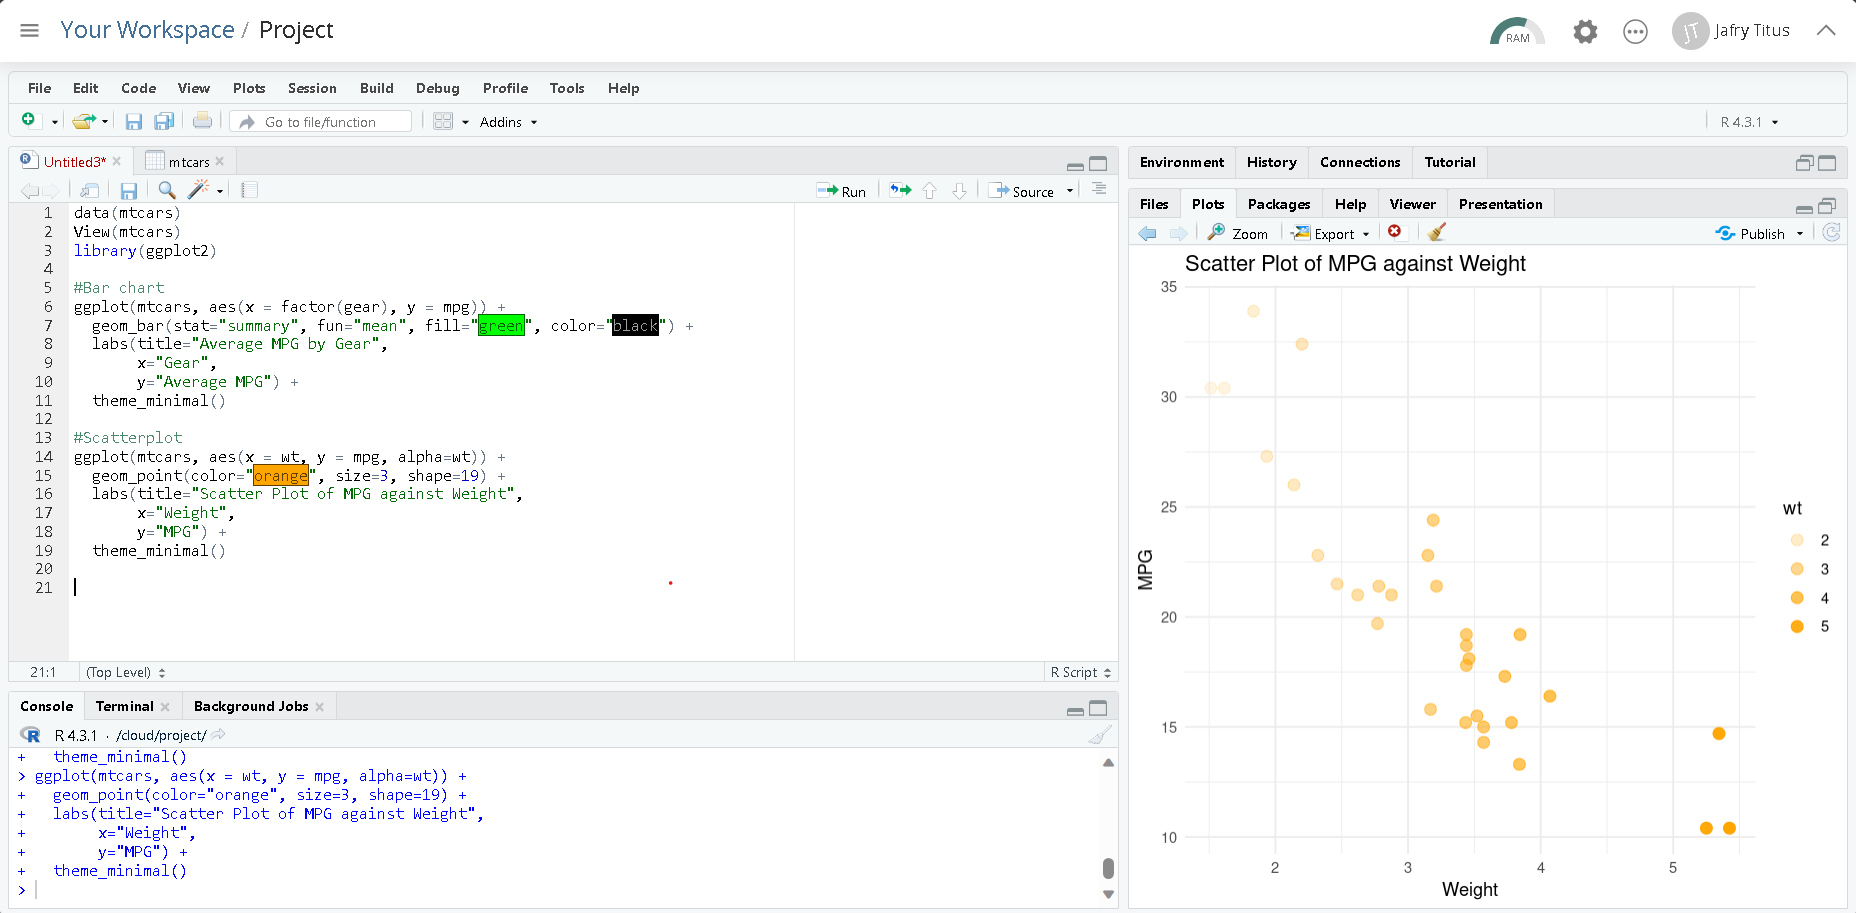 Your Workspace / Project
RAM
JT
Jafry Titus
File Edit Code View Plots Session Build Debug Profile Tools Help
Go to file/function
Addins
R 4.3.1
Untitled3*
mtcars
Run
Source
1 data(mtcars)
2 View(mtcars)
3 library(ggplot2)
4
5 #Bar chart
6 ggplot(mtcars, aes(x = factor(gear), y = mpg)) +
7   geom_bar(stat="summary", fun="mean", fill="green", color="black") +
8   labs(title="Average MPG by Gear",
9        x="Gear",
10        y="Average MPG") +
11   theme_minimal()
12
13 #Scatterplot
14 ggplot(mtcars, aes(x = wt, y = mpg, alpha=wt)) +
15   geom_point(color="orange", size=3, shape=19) +
16   labs(title="Scatter Plot of MPG against Weight",
17        x="Weight",
18        y="MPG") +
19   theme_minimal()
20
21
21:1
(Top Level)
R Script
Console Terminal Background Jobs
R
R 4.3.1 · /cloud/project/
+   theme_minimal()
> ggplot(mtcars, aes(x = wt, y = mpg, alpha=wt)) +
+   geom_point(color="orange", size=3, shape=19) +
+   labs(title="Scatter Plot of MPG against Weight",
+        x="Weight",
+        y="MPG") +
+   theme_minimal()
>
Environment History Connections Tutorial
Files Plots Packages Help Viewer Presentation
Zoom Export Publish
Scatter Plot of MPG against Weight
35
30
25
20
15
10
MPG
2 3 4 5
Weight
wt
2
3
4
5